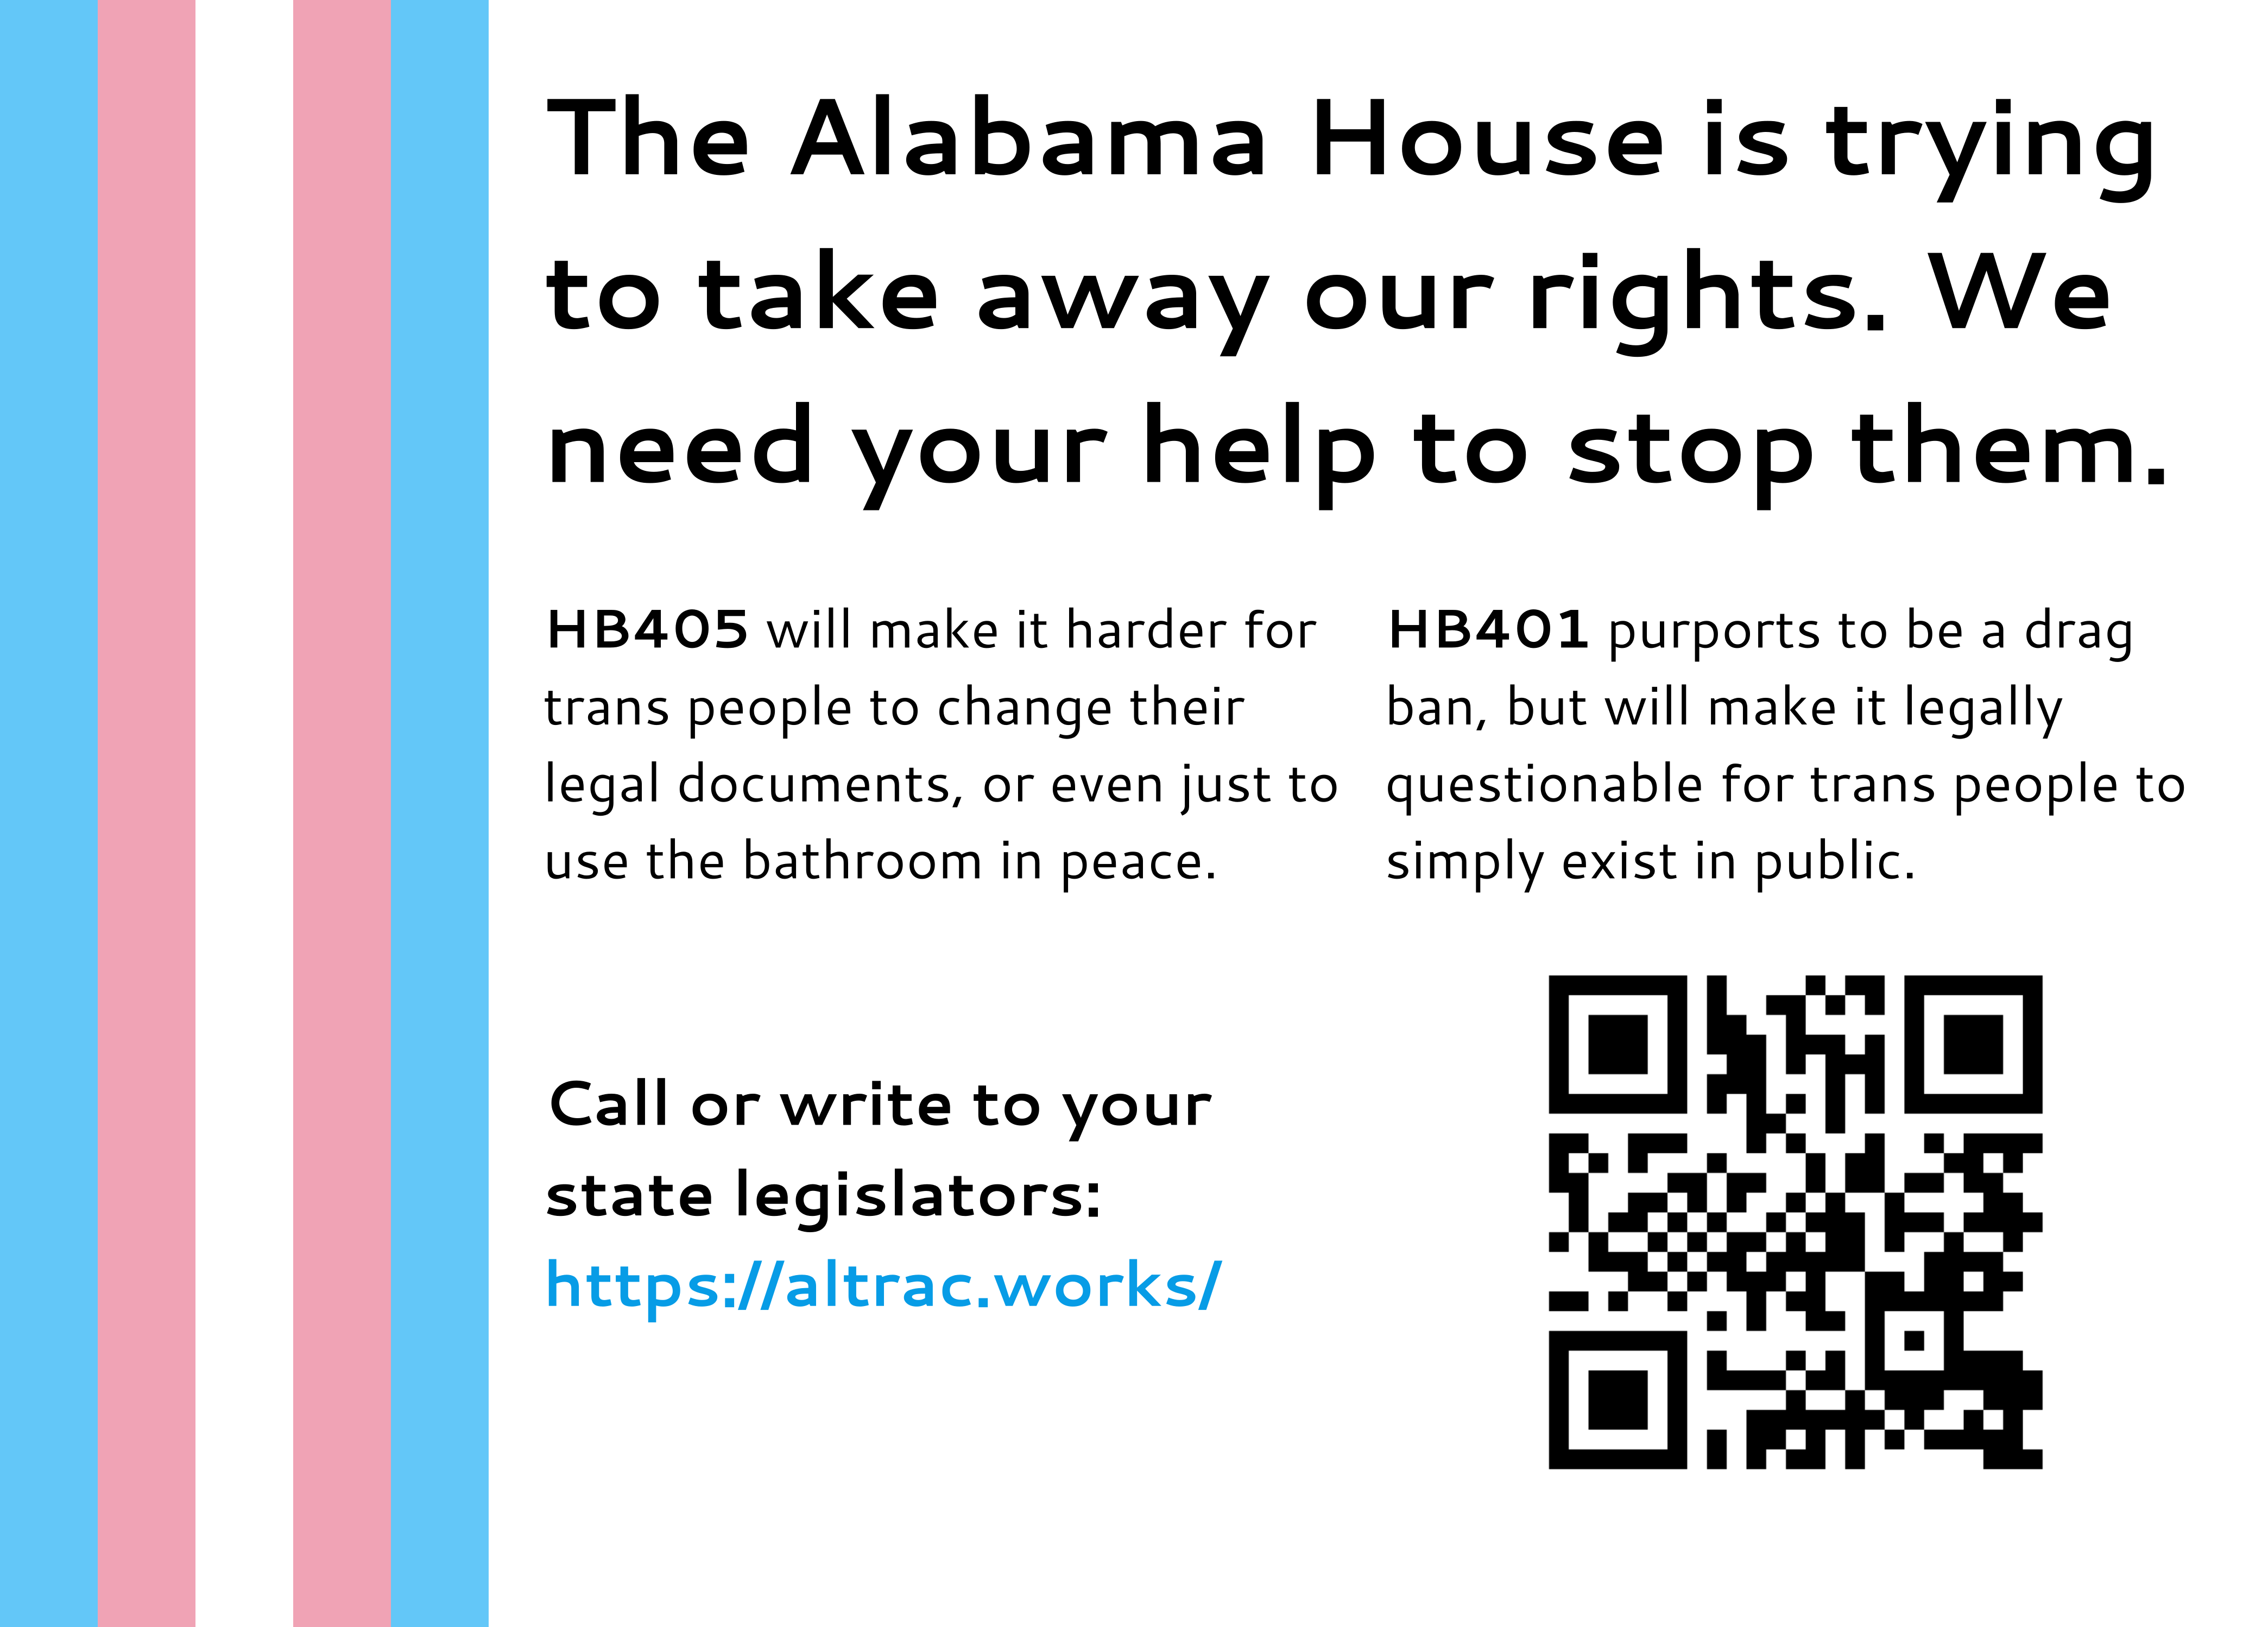 The Alabama House is trying
to take away our rights. We
need your help to stop them.
HB405 will make it harder for
trans people to change their
legal documents, or even just to
use the bathroom in peace.
HB401 purports to be a drag
ban, but will make it legally
questionable for trans people to
simply exist in public.
Call or write to your
state legislators:
https://altrac.works/